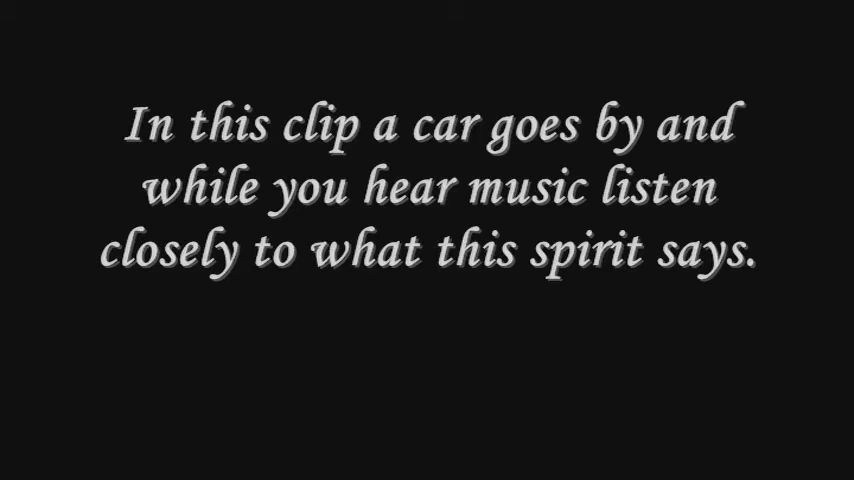 In this clip a car goes by and
while you hear music listen
closely to what this spirit says.